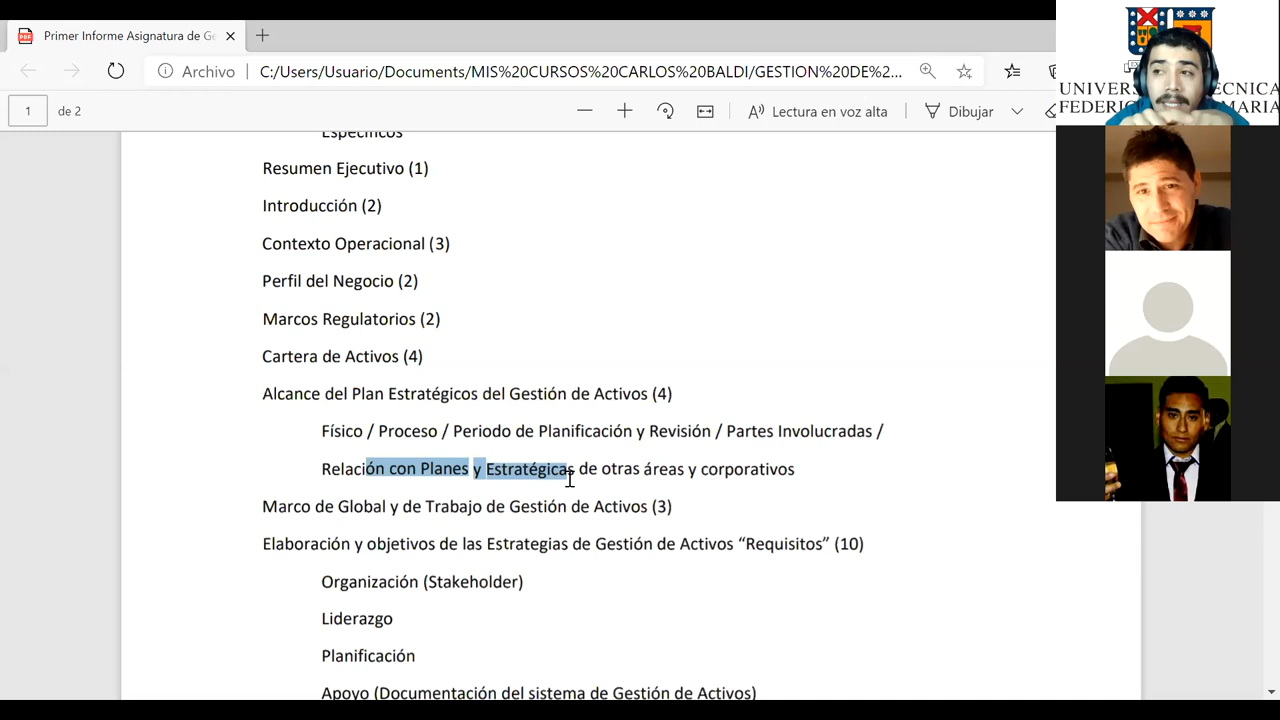 Primer Informe Asignatura de Ge
Archivo
C:/Users/Usuario/Documents/MIS%20CURSOS%20CARLOS%20BALDI/GESTION%20DE%2...
1
de 2
Lectura en voz alta
Dibujar
Específicos
Resumen Ejecutivo (1)
Introducción (2)
Contexto Operacional (3)
Perfil del Negocio (2)
Marcos Regulatorios (2)
Cartera de Activos (4)
Alcance del Plan Estratégicos del Gestión de Activos (4)
Físico / Proceso / Periodo de Planificación y Revisión / Partes Involucradas /
Relación con Planes y Estratégicas de otras áreas y corporativos
Marco de Global y de Trabajo de Gestión de Activos (3)
Elaboración y objetivos de las Estrategias de Gestión de Activos “Requisitos” (10)
Organización (Stakeholder)
Liderazgo
Planificación
Apoyo (Documentación del sistema de Gestión de Activos)
UNIVERS ECNICA
FEDERIC MARIA